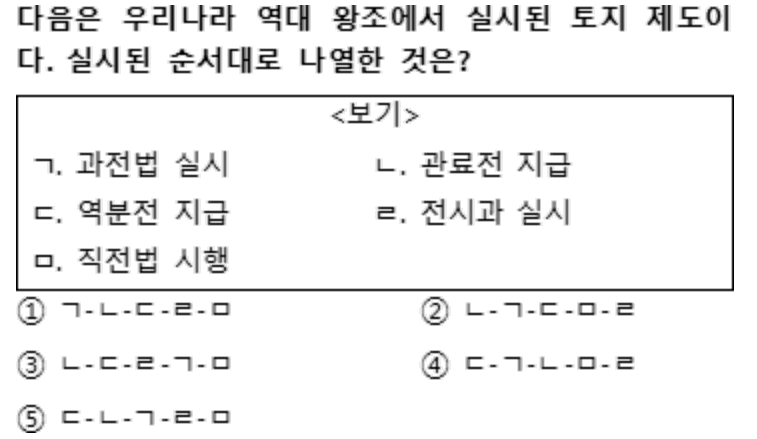 다음은 우리나라 역대 왕조에서 실시된 토지 제도이
다. 실시된 순서대로 나열한 것은?
<보기>
ㄱ. 과전법 실시 ㄴ. 관료전 지급
ㄷ. 역분전 지급 ㄹ. 전시과 실시
ㅁ. 직전법 시행
① ㄱ-ㄴ-ㄷ-ㄹ-ㅁ ② ㄴ-ㄱ-ㄷ-ㅁ-ㄹ
③ ㄴ-ㄷ-ㄹ-ㄱ-ㅁ ④ ㄷ-ㄱ-ㄴ-ㅁ-ㄹ
⑤ ㄷ-ㄴ-ㄱ-ㄹ-ㅁ